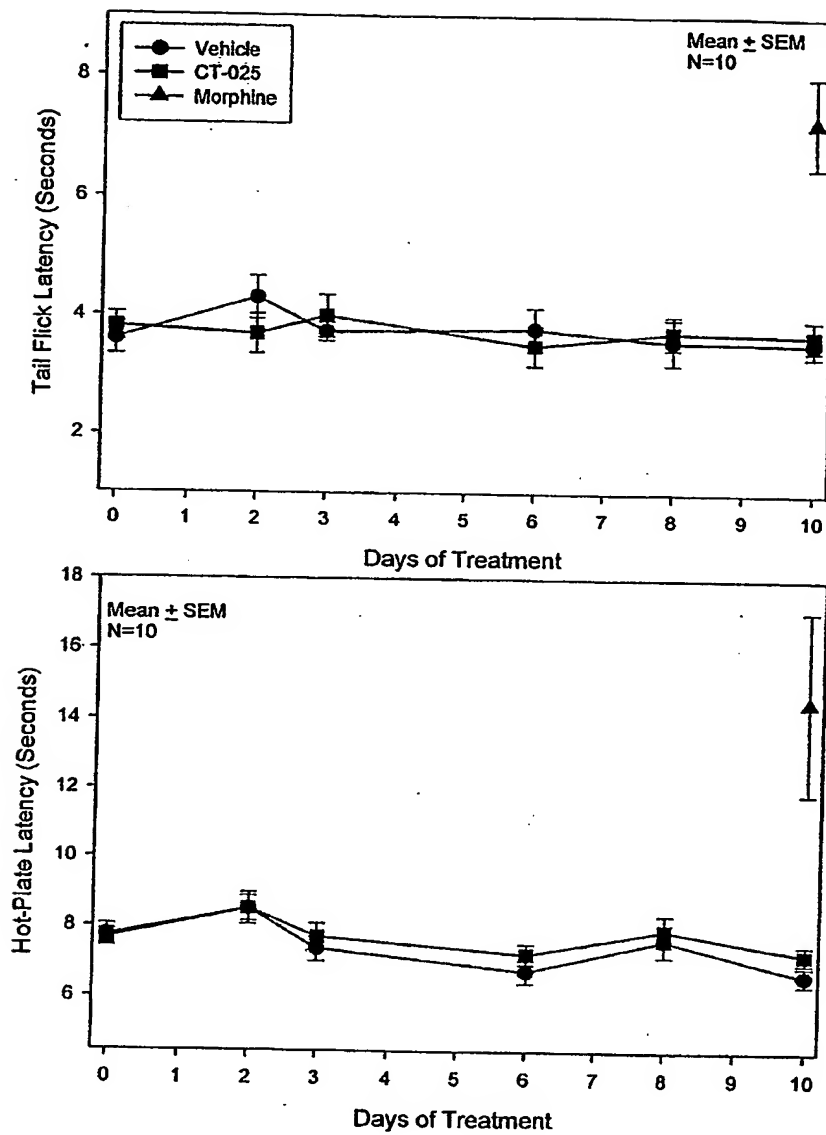 Vehicle
CT-025
Morphine
Mean ± SEM
N=10
Tail Flick Latency (Seconds)
8
6
4
2
0 1 2 3 4 5 6 7 8 9 10
Days of Treatment
Mean ± SEM
N=10
Hot-Plate Latency (Seconds)
18
16
14
12
10
8
6
0 1 2 3 4 5 6 7 8 9 10
Days of Treatment